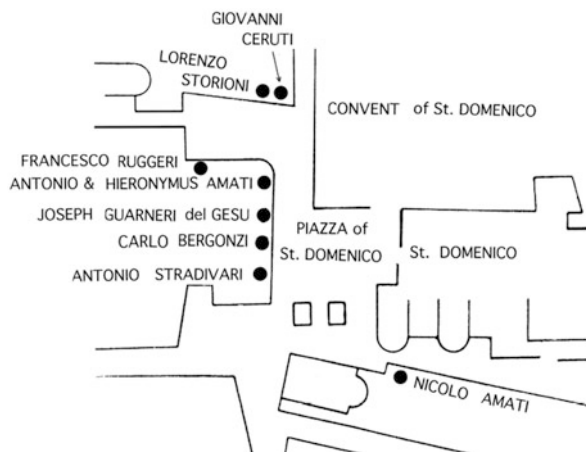 GIOVANNI
CERUTI
LORENZO
STORIONI
CONVENT of St. DOMENICO
FRANCESCO RUGGERI
ANTONIO & HIERONYMUS AMATI
JOSEPH GUARNERI del GESU
CARLO BERGONZI
ANTONIO STRADIVARI
PIAZZA of
St. DOMENICO
St. DOMENICO
NICOLO AMATI